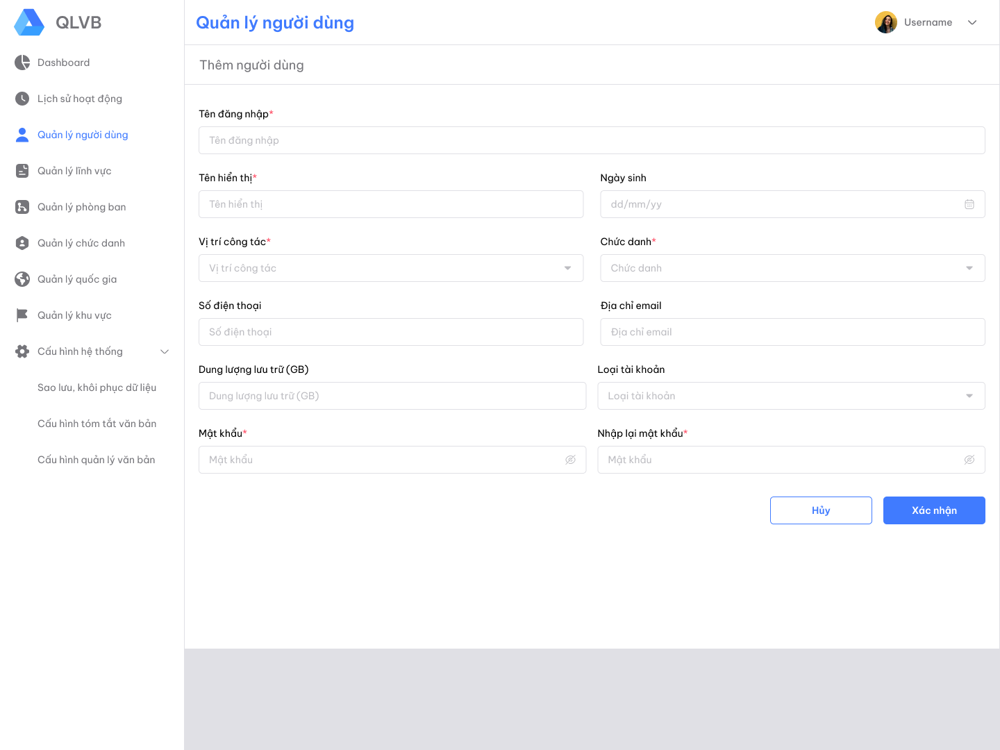 QLVB
Dashboard
Lịch sử hoạt động
Quản lý người dùng
Quản lý lĩnh vực
Quản lý phòng ban
Quản lý chức danh
Quản lý quốc gia
Quản lý khu vực
Cấu hình hệ thống
Sao lưu, khôi phục dữ liệu
Cấu hình tóm tắt văn bản
Cấu hình quản lý văn bản
Quản lý người dùng
Username
Thêm người dùng
Tên đăng nhập*
Tên đăng nhập
Tên hiển thị*
Tên hiển thị
Ngày sinh
dd/mm/yy
Vị trí công tác*
Vị trí công tác
Chức danh*
Chức danh
Số điện thoại
Số điện thoại
Địa chỉ email
Địa chỉ email
Dung lượng lưu trữ (GB)
Dung lượng lưu trữ (GB)
Loại tài khoản
Loại tài khoản
Mật khẩu*
Mật khẩu
Nhập lại mật khẩu*
Mật khẩu
Hủy
Xác nhận